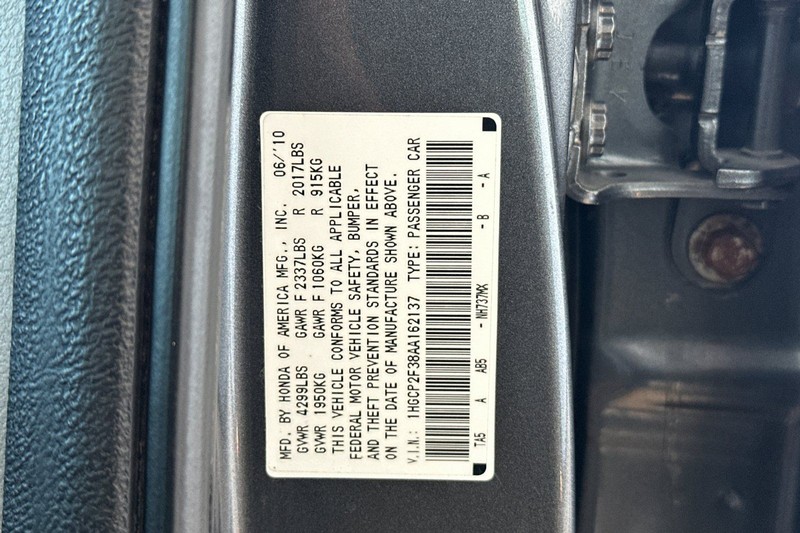 MFD. BY HONDA OF AMERICA MFG., INC. 06/'10
GVWR 4299LBS GAWR F 2337LBS R 2017LBS
GVWR 1950KG GAWR F 1060KG R 915KG
THIS VEHICLE CONFORMS TO ALL APPLICABLE
FEDERAL MOTOR VEHICLE SAFETY, BUMPER,
AND THEFT PREVENTION STANDARDS IN EFFECT
ON THE DATE OF MANUFACTURE SHOWN ABOVE.
V.I.N.: 1HGCP2F38AA162137 TYPE: PASSENGER CAR
TA5 A AB5 - NH737MX - B - A